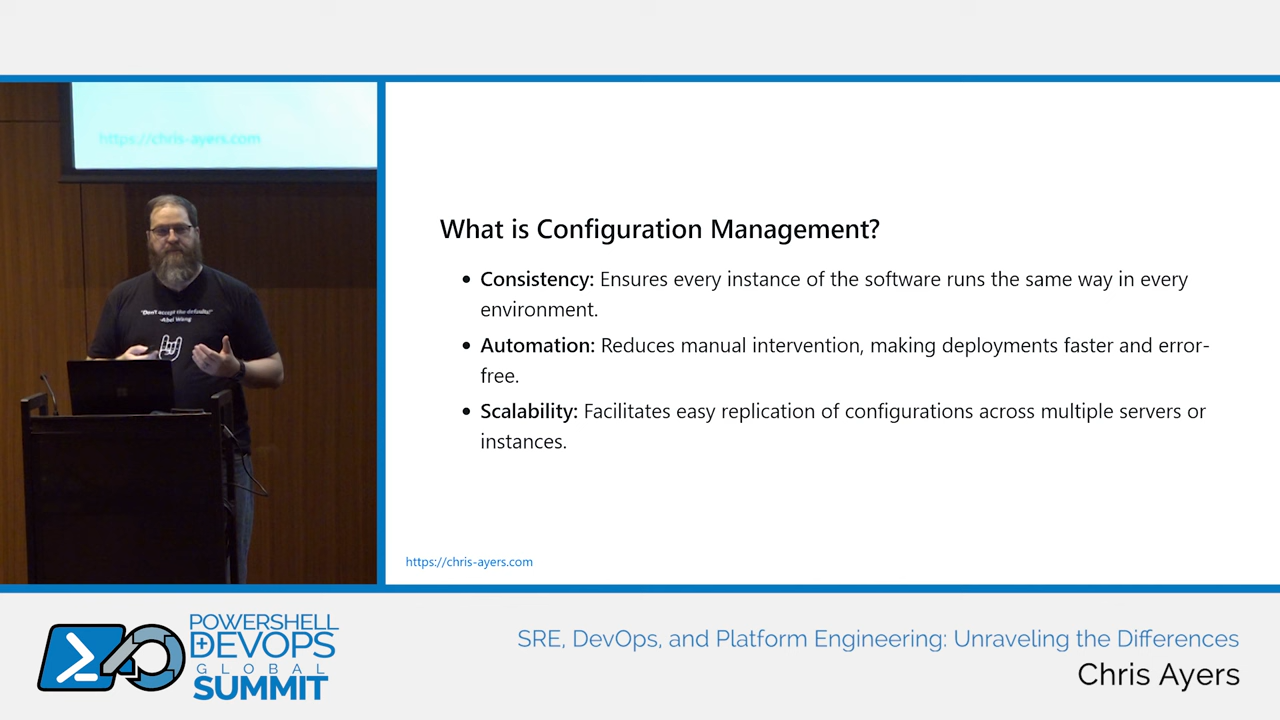 https://chris-ayers.com
"Don't accept the defaults!"
-Abel Wang
What is Configuration Management?
• Consistency: Ensures every instance of the software runs the same way in every
environment.
• Automation: Reduces manual intervention, making deployments faster and error-
free.
• Scalability: Facilitates easy replication of configurations across multiple servers or
instances.
https://chris-ayers.com
POWERSHELL
+DEVOPS
GLOBAL
SUMMIT
SRE, DevOps, and Platform Engineering: Unraveling the Differences
Chris Ayers